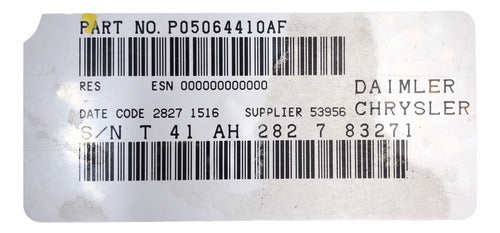 PART NO. P05064410AF
RES ESN 000000000000
DAIMLER
DATE CODE 2827 1516 SUPPLIER 53956 CHRYSLER
S/N T 41 AH 282 7 83271